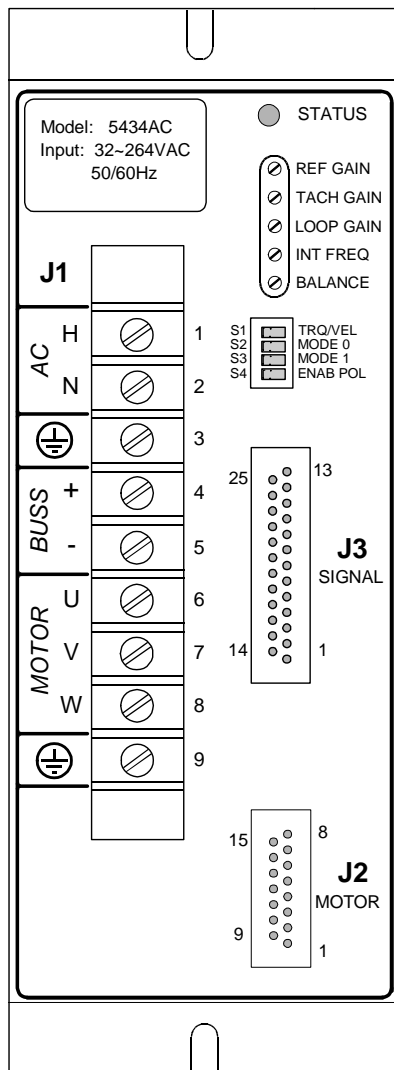 Model: 5434AC
Input: 32~264VAC
50/60Hz
STATUS
REF GAIN
TACH GAIN
LOOP GAIN
INT FREQ
BALANCE
J1
S1 TRQ/VEL
S2 MODE 0
S3 MODE 1
S4 ENAB POL
AC
H 1
N 2
3
BUSS
+ 4
- 5
MOTOR
U 6
V 7
W 8
9
25 13
J3
SIGNAL
14 1
15 8
J2
MOTOR
9 1